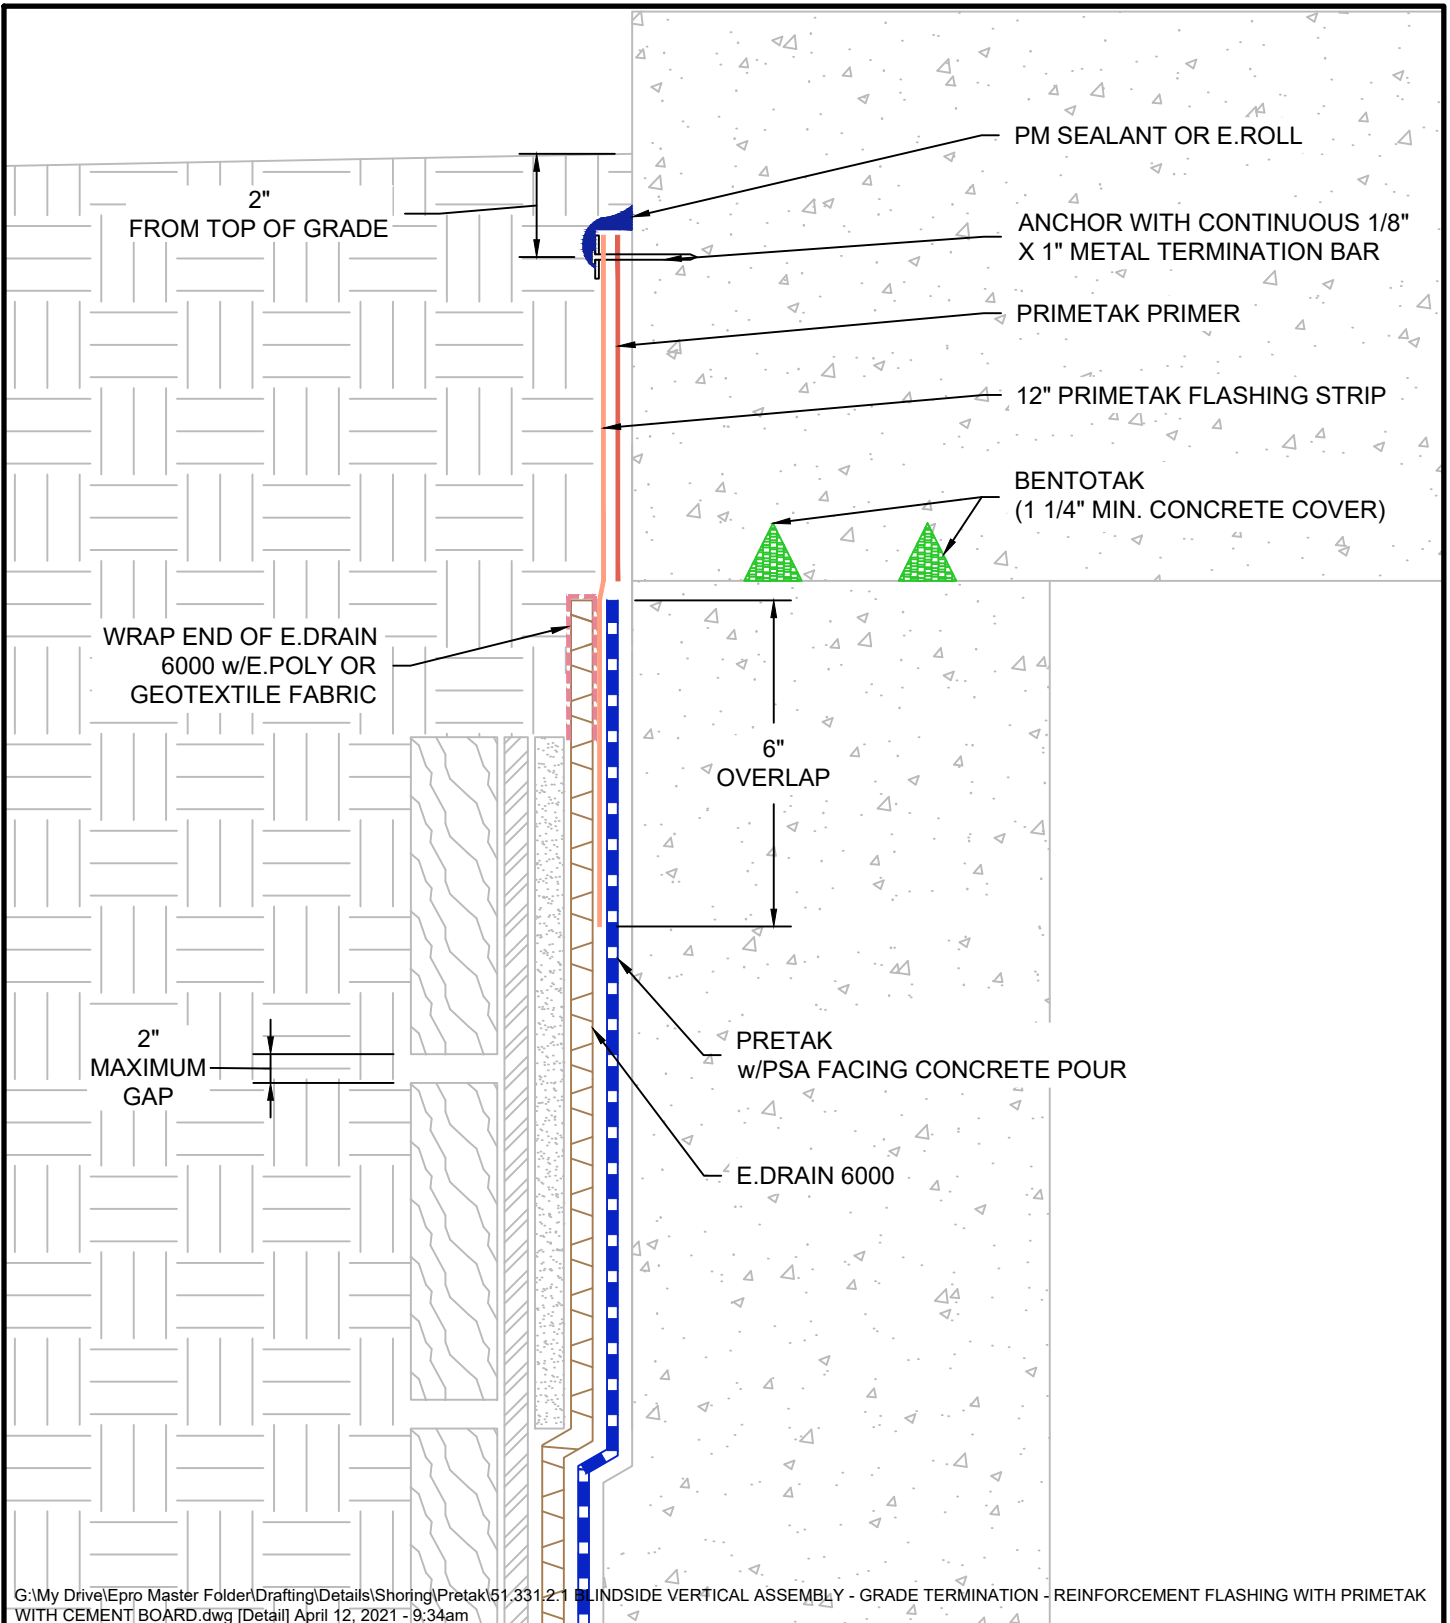 PM SEALANT OR E.ROLL
2"
FROM TOP OF GRADE
ANCHOR WITH CONTINUOUS 1/8"
X 1" METAL TERMINATION BAR
PRIMETAK PRIMER
12" PRIMETAK FLASHING STRIP
BENTOTAK
(1 1/4" MIN. CONCRETE COVER)
WRAP END OF E.DRAIN
6000 w/E.POLY OR
GEOTEXTILE FABRIC
6"
OVERLAP
2"
MAXIMUM
GAP
PRETAK
w/PSA FACING CONCRETE POUR
E.DRAIN 6000
G:\My Drive\Epro Master Folder\Drafting\Details\Shoring\Pretak\51.331.2.1 BLINDSIDE VERTICAL ASSEMBLY - GRADE TERMINATION - REINFORCEMENT FLASHING WITH PRIMETAK
WITH CEMENT BOARD.dwg [Detail] April 12, 2021 - 9:34am